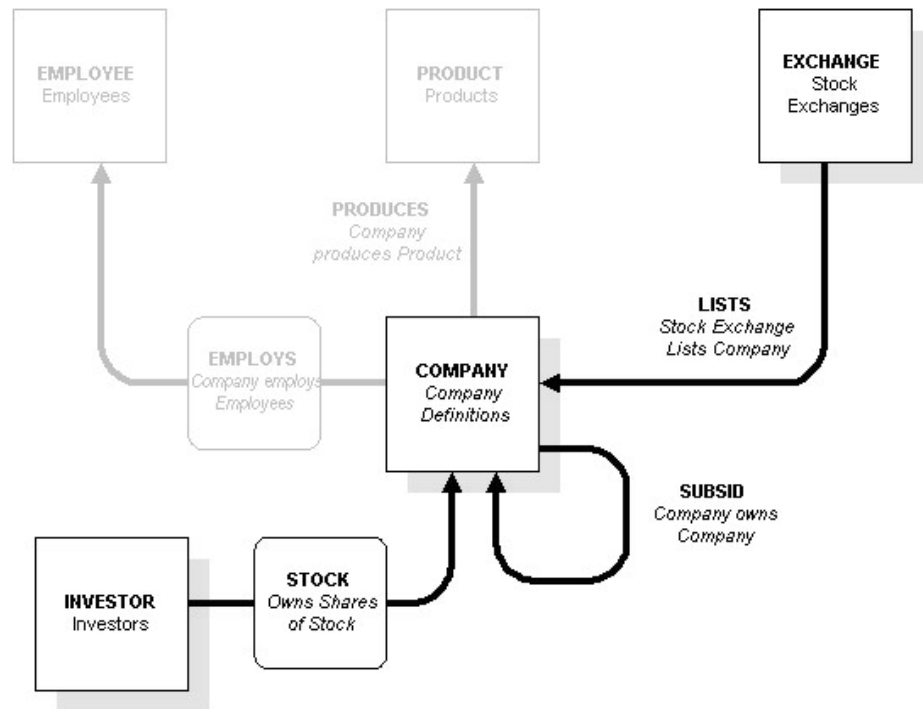 EMPLOYEE
Employees
PRODUCT
Products
EXCHANGE
Stock
Exchanges
PRODUCES
Company
produces Product
LISTS
Stock Exchange
Lists Company
EMPLOYS
Company employs
Employees
COMPANY
Company
Definitions
SUBSID
Company owns
Company
INVESTOR
Investors
STOCK
Owns Shares
of Stock